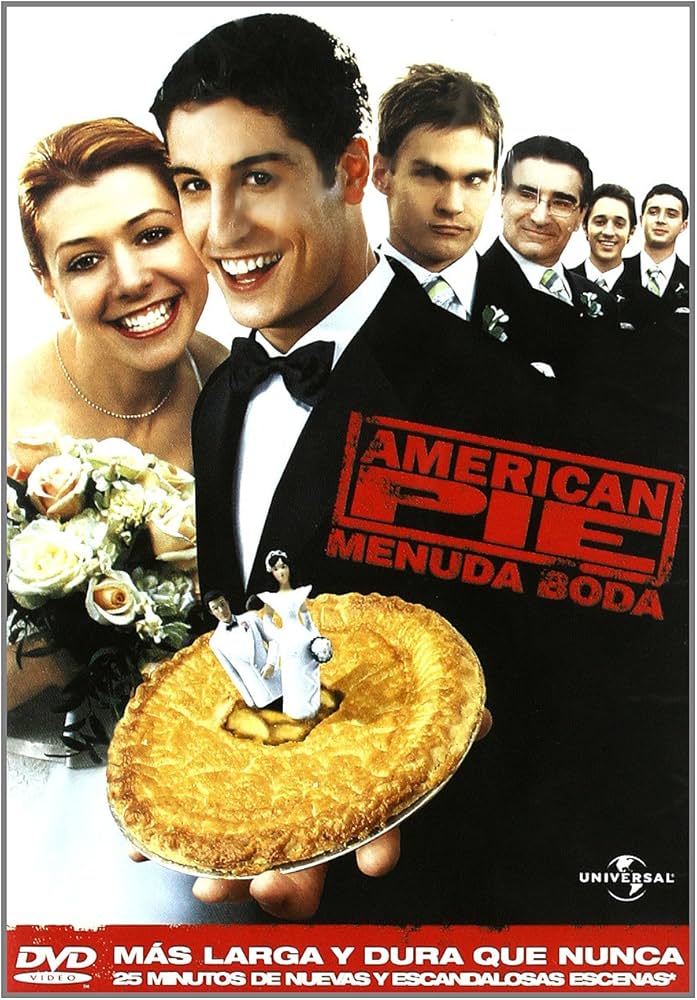 AMERICAN
PIE
MENUDA BODA
UNIVERSAL
DVD
VIDEO
MÁS LARGA Y DURA QUE NUNCA
25 MINUTOS DE NUEVAS Y ESCANDALOSAS ESCENAS*